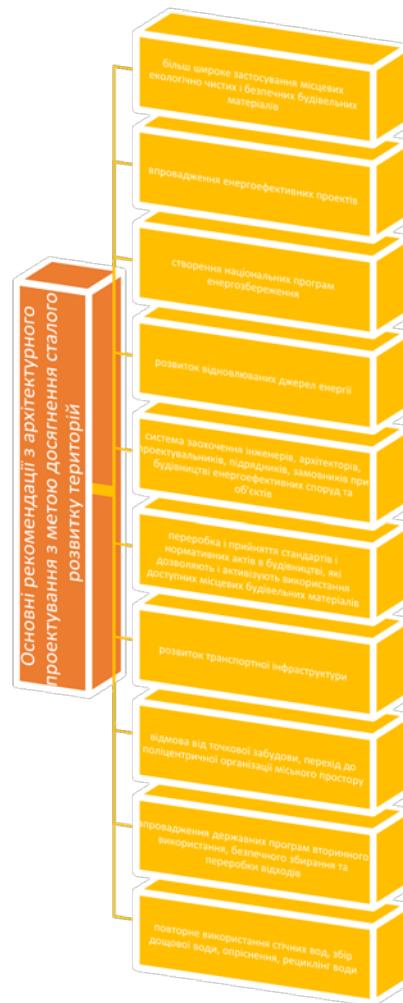 Основні рекомендації з архітектурного
проектування з метою досягнення сталого
розвитку територій
більш широке застосування місцевих
екологічно чистих і безпечних будівельних
матеріалів
впровадження енергоефективних проектів
створення національних програм
енергозбереження
розвиток відновлюваних джерел енергії
система заохочення інженерів, архітекторів,
проектувальників, підрядників, замовників при
будівництві енергоефективних споруд та
об'єктів
переробка і прийняття стандартів і
нормативних актів в будівництві, які
дозволяють і активізують використання
доступних місцевих будівельних матеріалів
розвиток транспортної інфраструктури
відмова від точкової забудови, перехід до
поліцентричної організації міського простору
впровадження державних програм вторинного
використання, безпечного збирання та
переробки відходів
повторне використання стічних вод, збір
дощової води, опріснення, рециклінг води